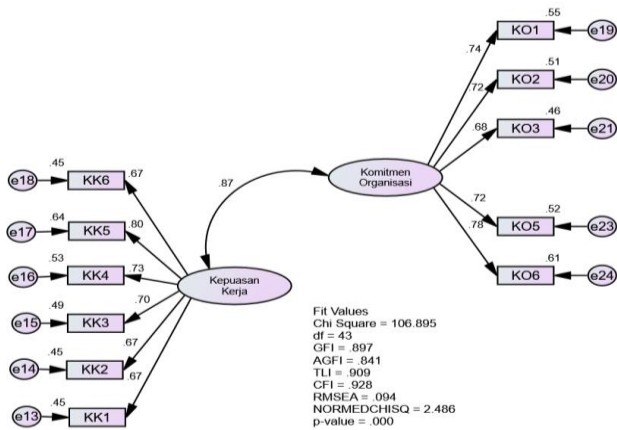 .55
KO1
e19
.74
.51
KO2
e20
.72
.46
KO3
e21
.68
Komitmen
Organisasi
.87
.72
.52
KO5
e23
.78
.61
KO6
e24
.45
e18
KK6
.67
.64
e17
KK5
.80
.53
e16
KK4
.73
Kepuasan
Kerja
.49
e15
KK3
.70
.45
e14
KK2
.67
.67
.45
e13
KK1
Fit Values
Chi Square = 106.895
df = 43
GFI = .897
AGFI = .841
TLI = .909
CFI = .928
RMSEA = .094
NORMEDCHISQ = 2.486
p-value = .000